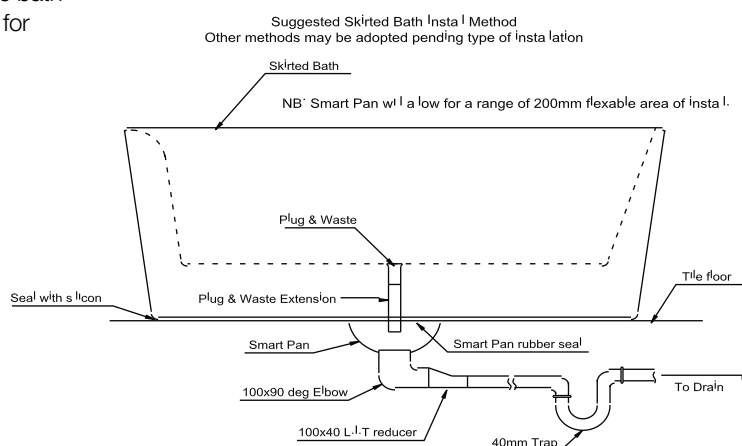 for
Suggested Skirted Bath Install Method
Other methods may be adopted pending type of installation
Skirted Bath
NB: Smart Pan will allow for a range of 200mm flexable area of install.
Plug & Waste
Tile floor
Seal with silicon
Plug & Waste Extension
Smart Pan
Smart Pan rubber seal
To Drain
100x90 deg Elbow
100x40 L.I.T reducer
40mm Trap